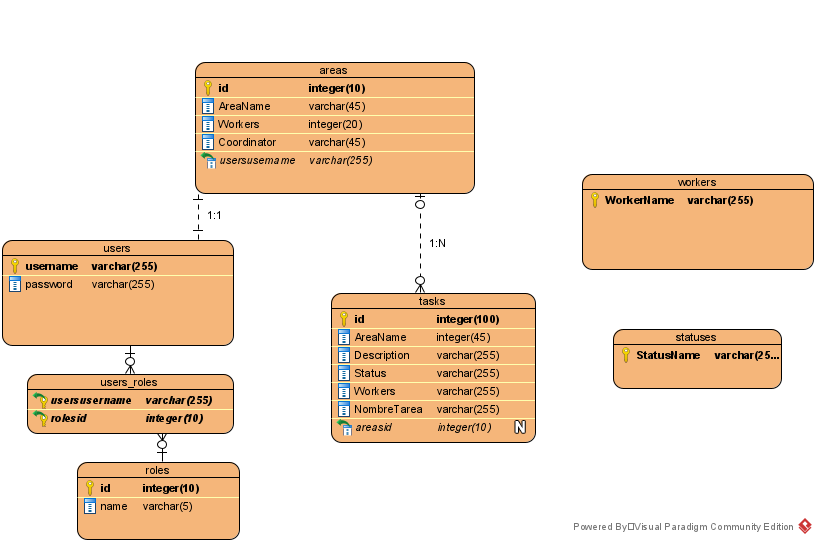 areas
id integer(10)
AreaName varchar(45)
Workers integer(20)
Coordinator varchar(45)
usersusername varchar(255)
1:1
1:N
workers
WorkerName varchar(255)
users
username varchar(255)
password varchar(255)
tasks
id integer(100)
AreaName integer(45)
Description varchar(255)
Status varchar(255)
Workers varchar(255)
NombreTarea varchar(255)
areasid integer(10) N
statuses
StatusName varchar(25...
users_roles
usersusername varchar(255)
rolesid integer(10)
roles
id integer(10)
name varchar(5)
Powered By Visual Paradigm Community Edition